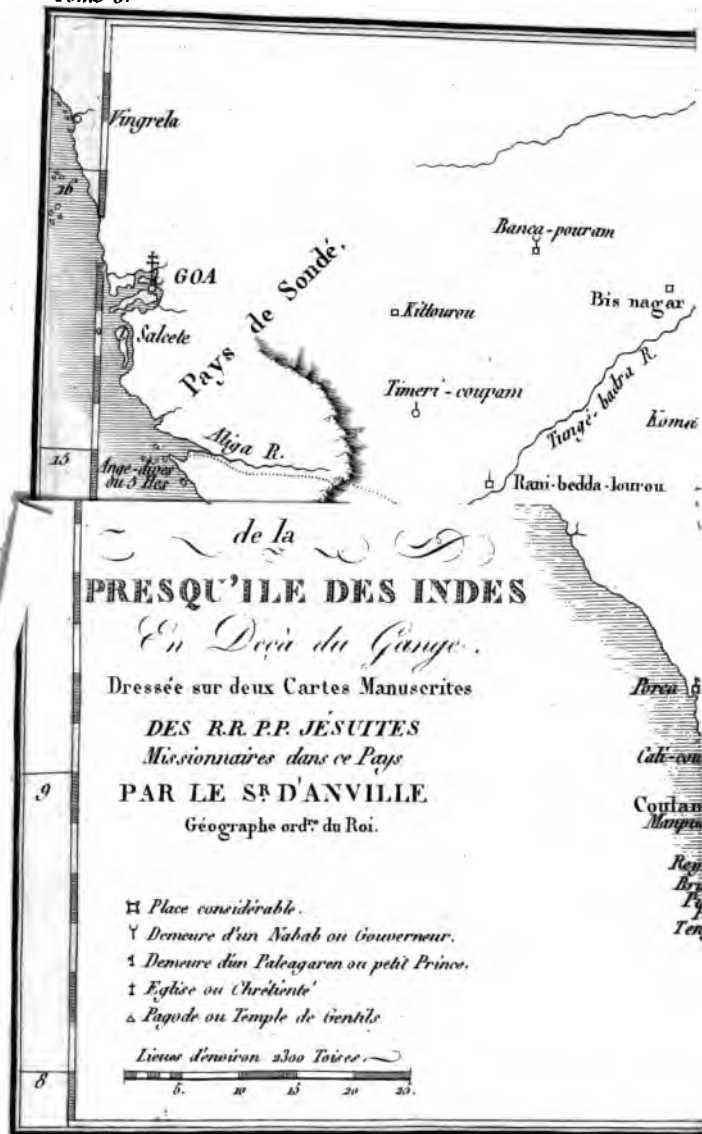 Vingrela
16
Banca-pouram
GOA
Bis nagar
Kittourou
Salcete
Pays de Sondé.
Timeri-coupam
Tungé-badra R.
Aliga R.
15
Ange-dives
ou 5 Iles
Rani-bedda-lourou
de la
PRESQU'ILE DES INDES
En Deçà du Gange.
Dressée sur deux Cartes Manuscrites
DES R.R. P.P. JÉSUITES
Missionnaires dans ce Pays
PAR LE SR. D'ANVILLE
Géographe ordre. du Roi.
Porca
Cali-cou
9
Coulan
Place considérable.
Demeure d'un Nabab ou Gouverneur.
Demeure d'un Paleagaren ou petit Prince.
Eglise ou Chrétienté
Pagode ou Temple de Gentils
Lieues d'environ 2300 Toises.
5. 10 15 20 25.
8